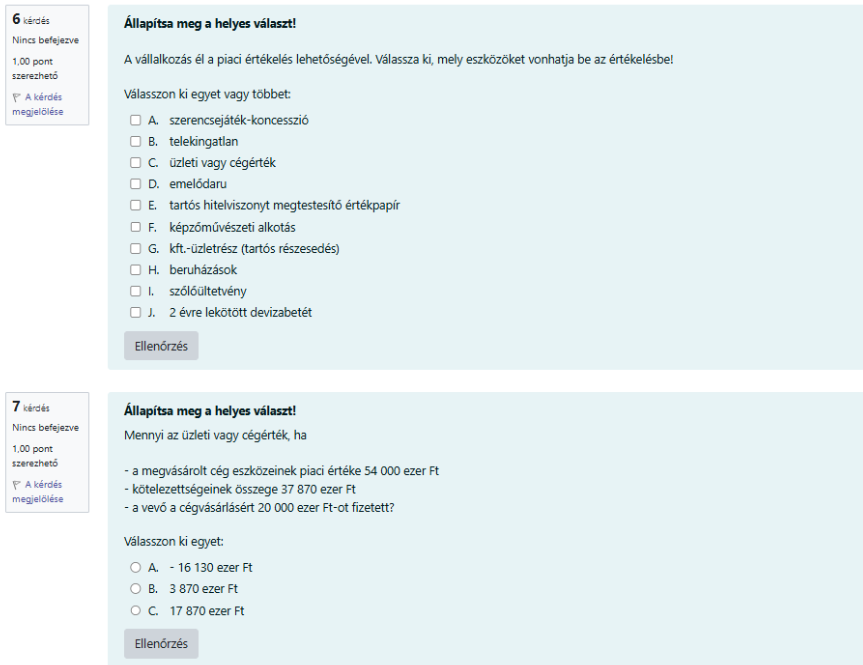 6 kérdés
Nincs befejezve
1,00 pont
szerezhető
A kérdés
megjelölése
Állapítsa meg a helyes választ!
A vállalkozás él a piaci értékelés lehetőségével. Válassza ki, mely eszközöket vonhatja be az értékelésbe!
Válasszon ki egyet vagy többet:
A. szerencsejáték-koncesszió
B. telekingatlan
C. üzleti vagy cégérték
D. emelődaru
E. tartós hitelviszonyt megtestesítő értékpapír
F. képzőművészeti alkotás
G. kft.-üzletrész (tartós részesedés)
H. beruházások
I. szőlőültetvény
J. 2 évre lekötött devizabetét
Ellenőrzés
7 kérdés
Nincs befejezve
1,00 pont
szerezhető
A kérdés
megjelölése
Állapítsa meg a helyes választ!
Mennyi az üzleti vagy cégérték, ha
- a megvásárolt cég eszközeinek piaci értéke 54 000 ezer Ft
- kötelezettségeinek összege 37 870 ezer Ft
- a vevő a cégvásárlásért 20 000 ezer Ft-ot fizetett?
Válasszon ki egyet:
A. - 16 130 ezer Ft
B. 3 870 ezer Ft
C. 17 870 ezer Ft
Ellenőrzés